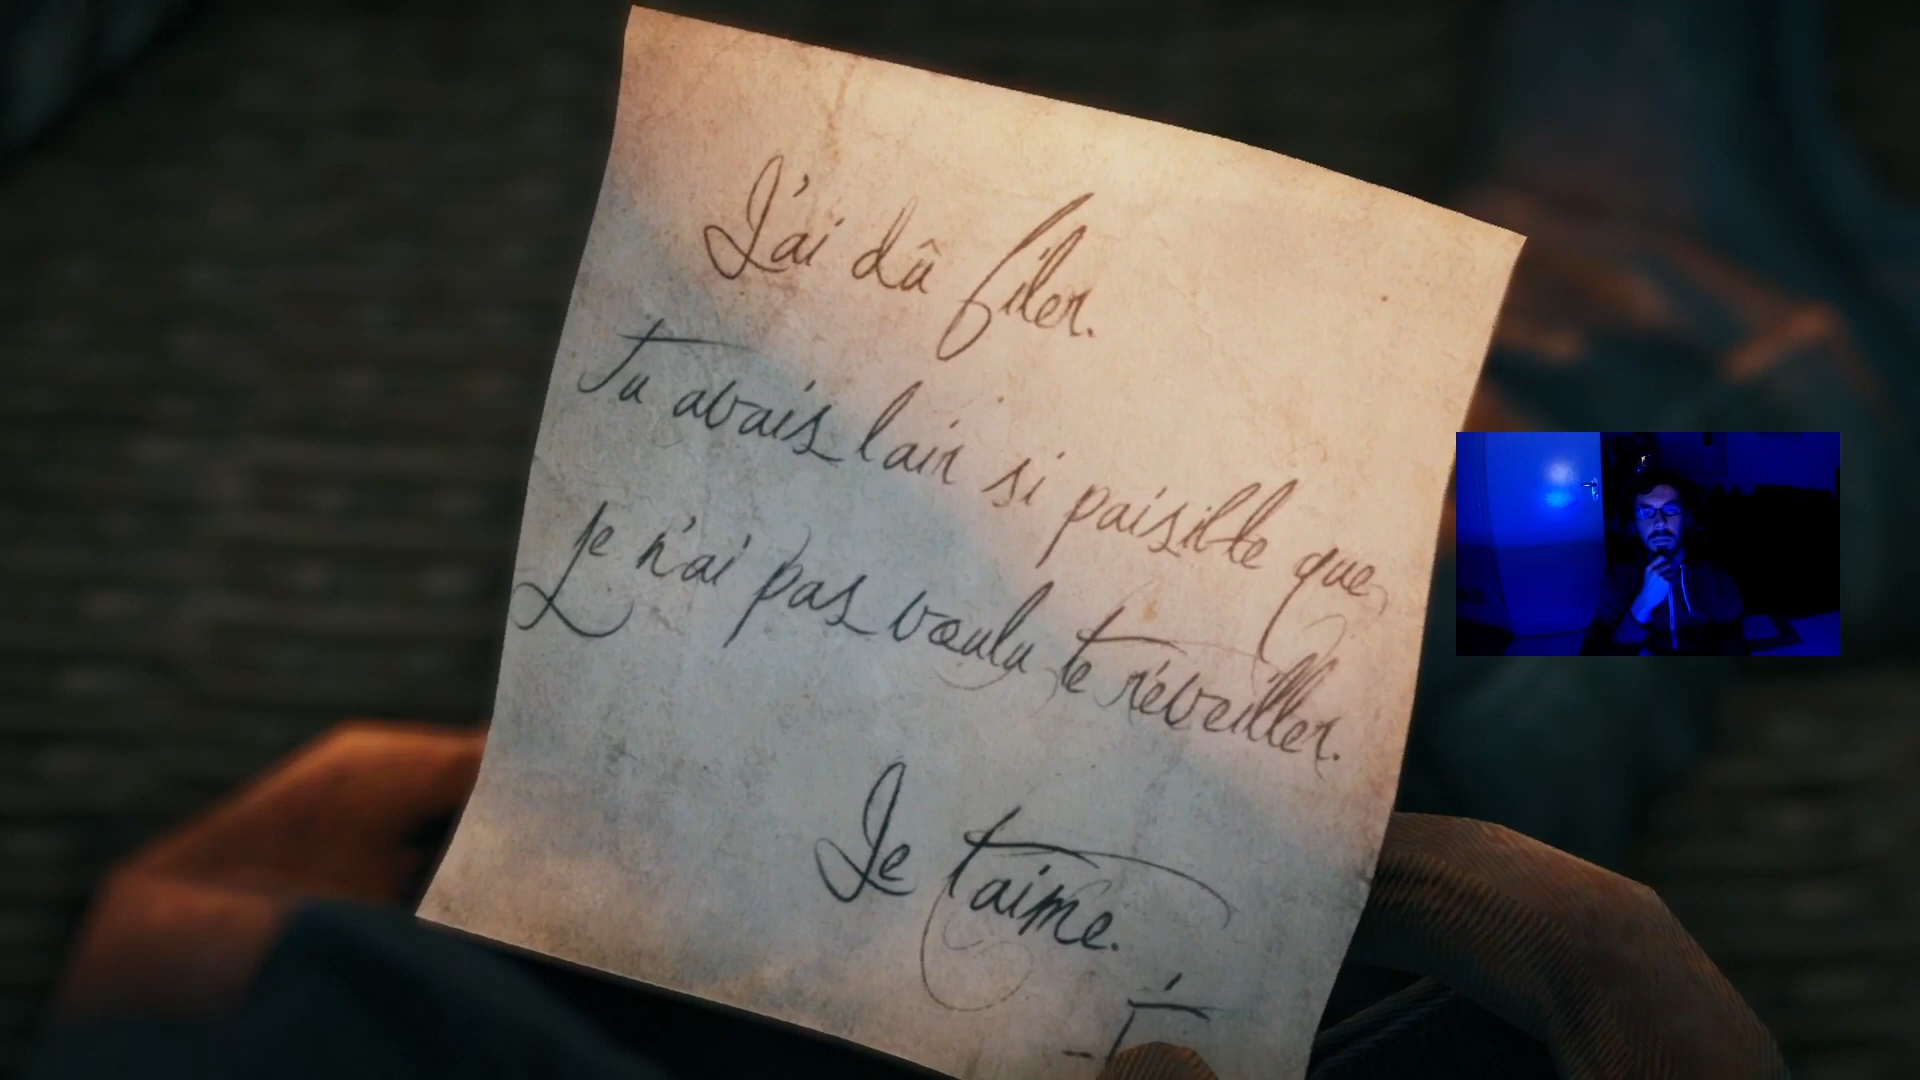 J'ai dû filer.
Tu avais l'air si paisible que
je n'ai pas voulu te réveiller.
Je t'aime.